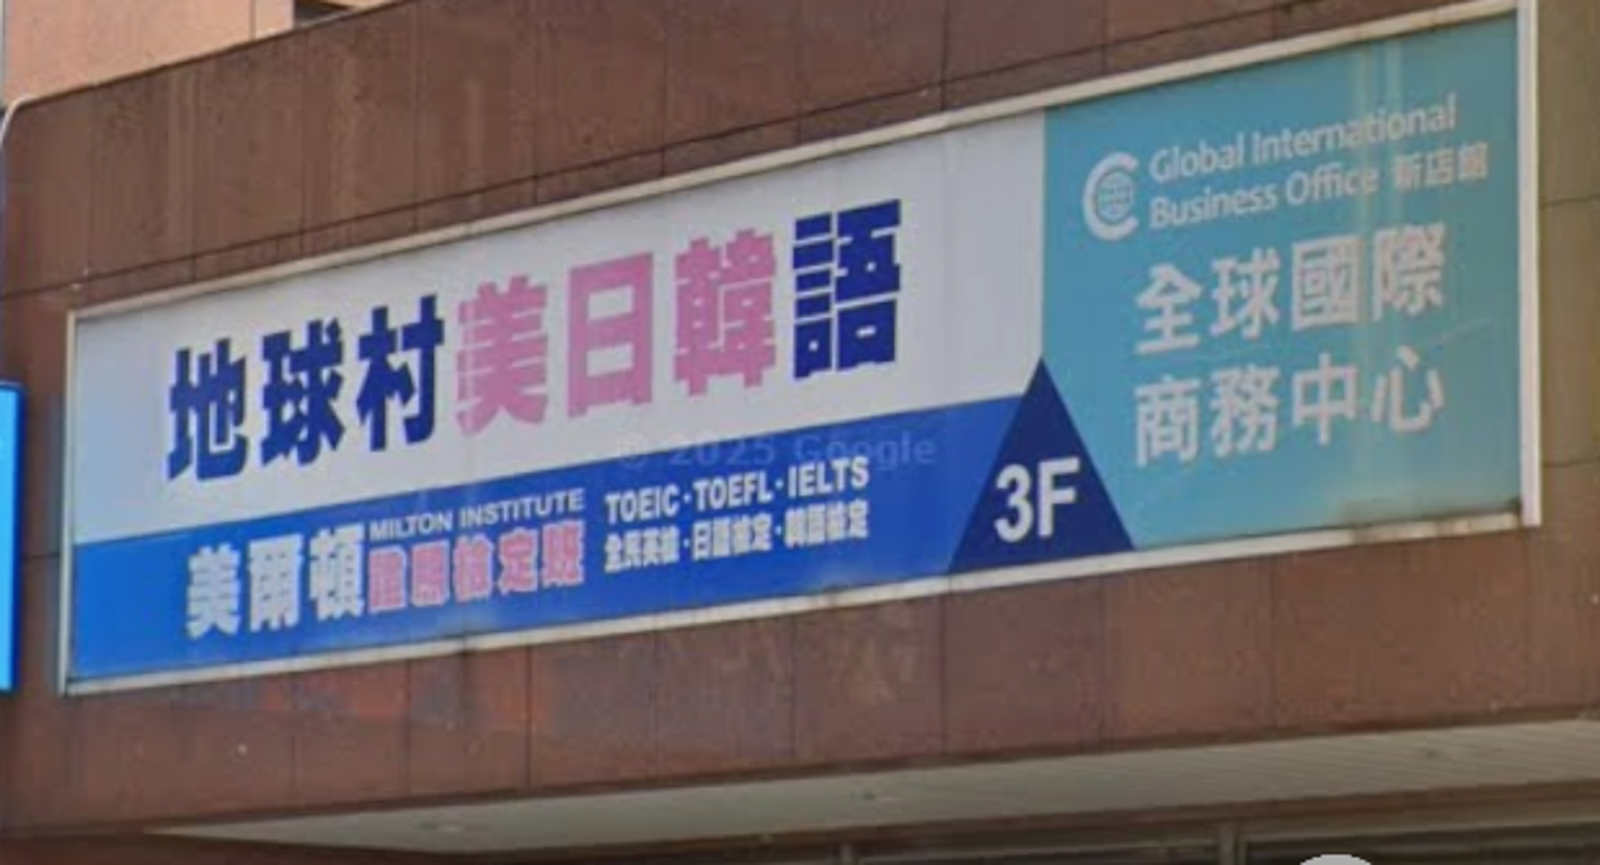 地球村美日韓語
美爾頓
MILTON INSTITUTE
證照檢定班
TOEIC·TOEFL·IELTS
全民英檢·日語檢定·韓語檢定
3F
Global International
Business Office 新店館
全球國際
商務中心
© 2025 Google